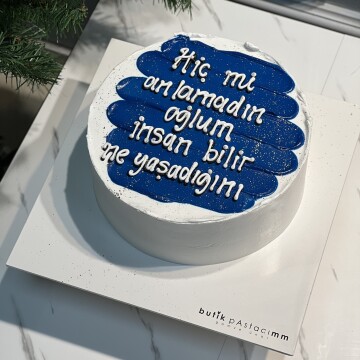 Hiç mi
anlamadın
oğlum
insan bilir
ne yaşadığını
butik pAstacımm